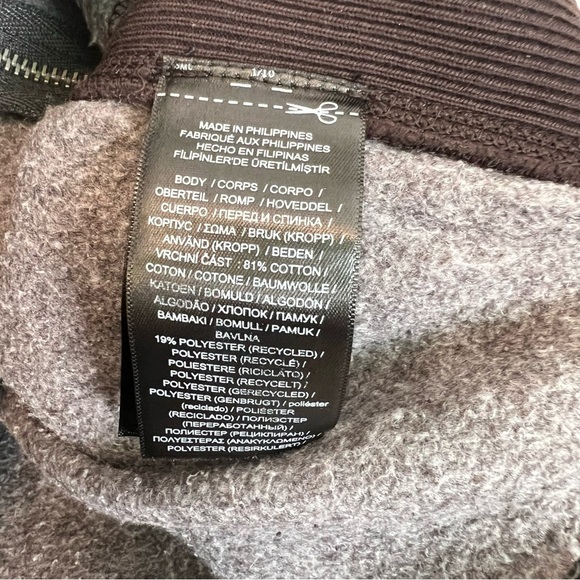 1/10
MADE IN PHILIPPINES
FABRIQUÉ AUX PHILIPPINES
HECHO EN FILIPINAS
FİLİPİNLER'DE ÜRETİLMİŞTİR
BODY / CORPS / CORPO /
OBERTEIL / ROMP / HOVEDDEL /
CUERPO / ПЕРЕД И СПИНКА /
КОРПУС / ΣΩΜΑ / BRUK (KROPP) /
ANVÄND (KROPP) / BEDEN /
VRCHNÍ ČÁST : 81% COTTON /
COTON / COTONE / BAUMWOLLE /
KATOEN / BOMULD / ALGODÓN /
ALGODÃO / ХЛОПОК / ПАМУК /
BAMBAKI / BOMULL / PAMUK /
BAVLNA
19% POLYESTER (RECYCLED) /
POLYESTER (RECYCLÉ) /
POLIESTERE (RICICLATO) /
POLYESTER (RECYCELT) /
POLYESTER (GERECYCLED) /
POLYESTER (GENBRUGT) / poliéster
(reciclado) / POLIÉSTER
(RECICLADO) / ПОЛИЭСТЕР
(ПЕРЕРАБОТАННЫЙ) /
ПОЛИЕСТЕР (РЕЦИКЛИРАН) /
ΠΟΛΥΕΣΤΕΡΑΣ (ΑΝΑΚΥΚΛΩΜΕΝΟ) /
POLYESTER (RESIRKULERT) /